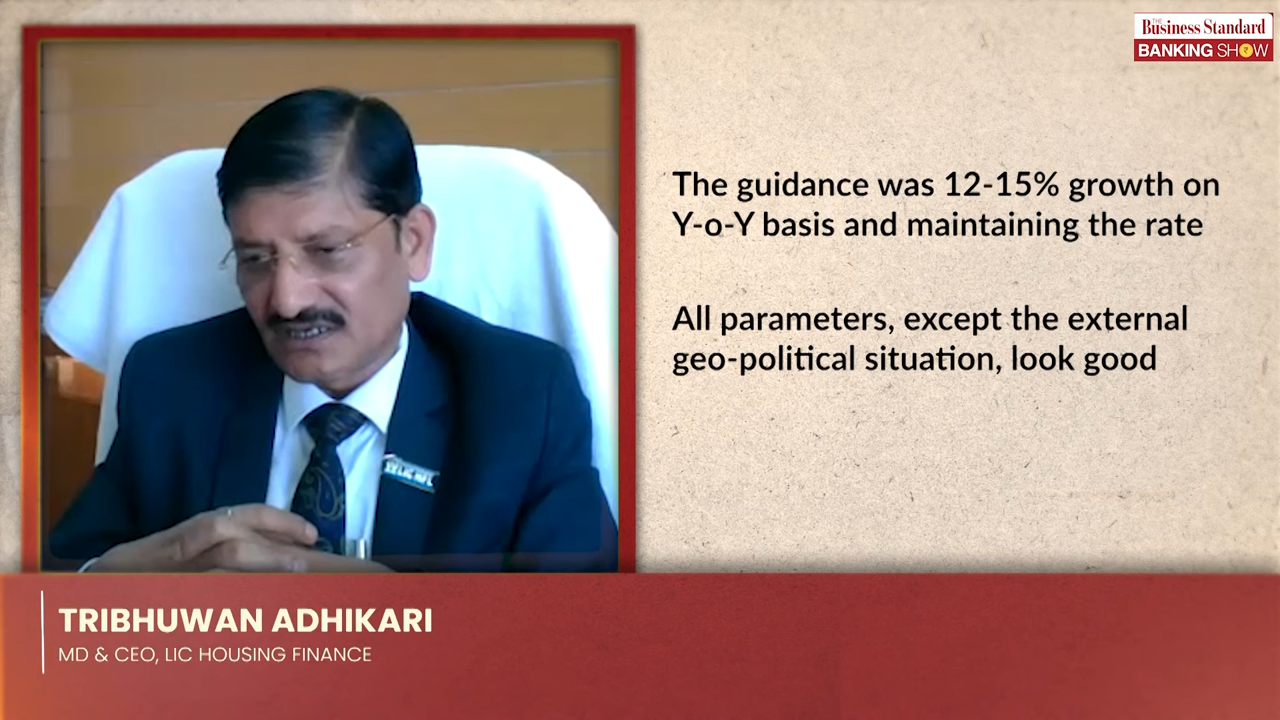 THE
Business Standard
BANKING SHOW
The guidance was 12-15% growth on
Y-o-Y basis and maintaining the rate
All parameters, except the external
geo-political situation, look good
TRIBHUWAN ADHIKARI
MD & CEO, LIC HOUSING FINANCE